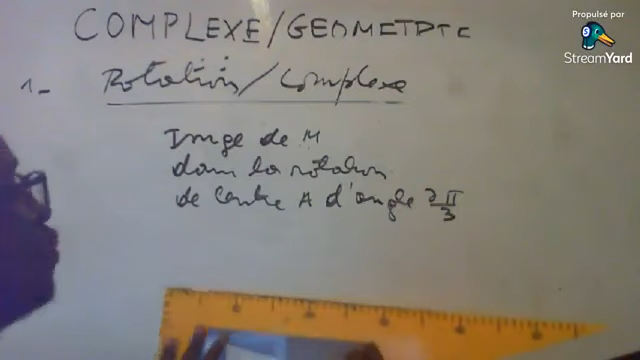 COMPLEXE/GEOMETRIE
Propulsé par
StreamYard
1- Rotation/Complexe
Image de M
dans la rotation
de centre A d'angle 2π/3